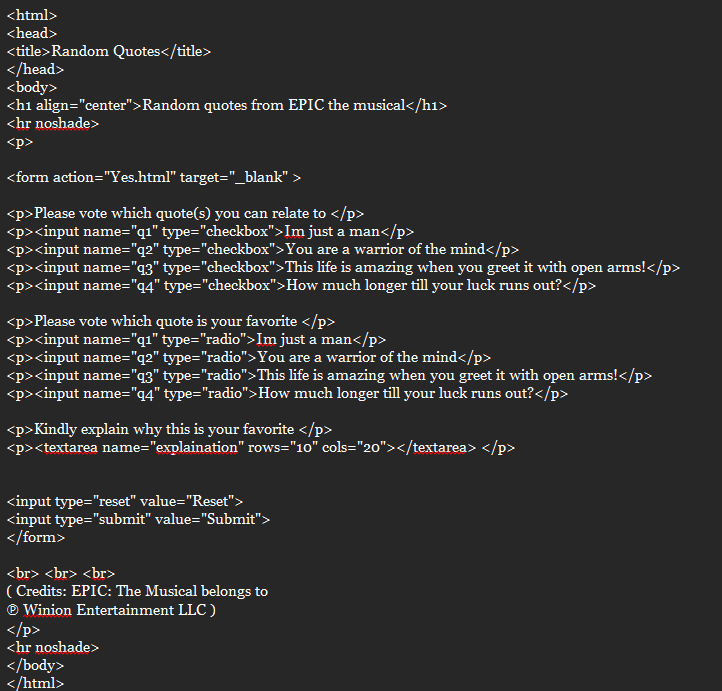 <html>
<head>
<title>Random Quotes</title>
</head>
<body>
<h1 align="center">Random quotes from EPIC the musical</h1>
<hr noshade>
<p>
<form action="Yes.html" target="_blank" >
<p>Please vote which quote(s) you can relate to </p>
<p><input name="q1" type="checkbox">Im just a man</p>
<p><input name="q2" type="checkbox">You are a warrior of the mind</p>
<p><input name="q3" type="checkbox">This life is amazing when you greet it with open arms!</p>
<p><input name="q4" type="checkbox">How much longer till your luck runs out?</p>
<p>Please vote which quote is your favorite </p>
<p><input name="q1" type="radio">Im just a man</p>
<p><input name="q2" type="radio">You are a warrior of the mind</p>
<p><input name="q3" type="radio">This life is amazing when you greet it with open arms!</p>
<p><input name="q4" type="radio">How much longer till your luck runs out?</p>
<p>Kindly explain why this is your favorite </p>
<p><textarea name="explaination" rows="10" cols="20"></textarea> </p>
<input type="reset" value="Reset">
<input type="submit" value="Submit">
</form>
<br> <br> <br>
( Credits: EPIC: The Musical belongs to
℗ Winion Entertainment LLC )
</p>
<hr noshade>
</body>
</html>